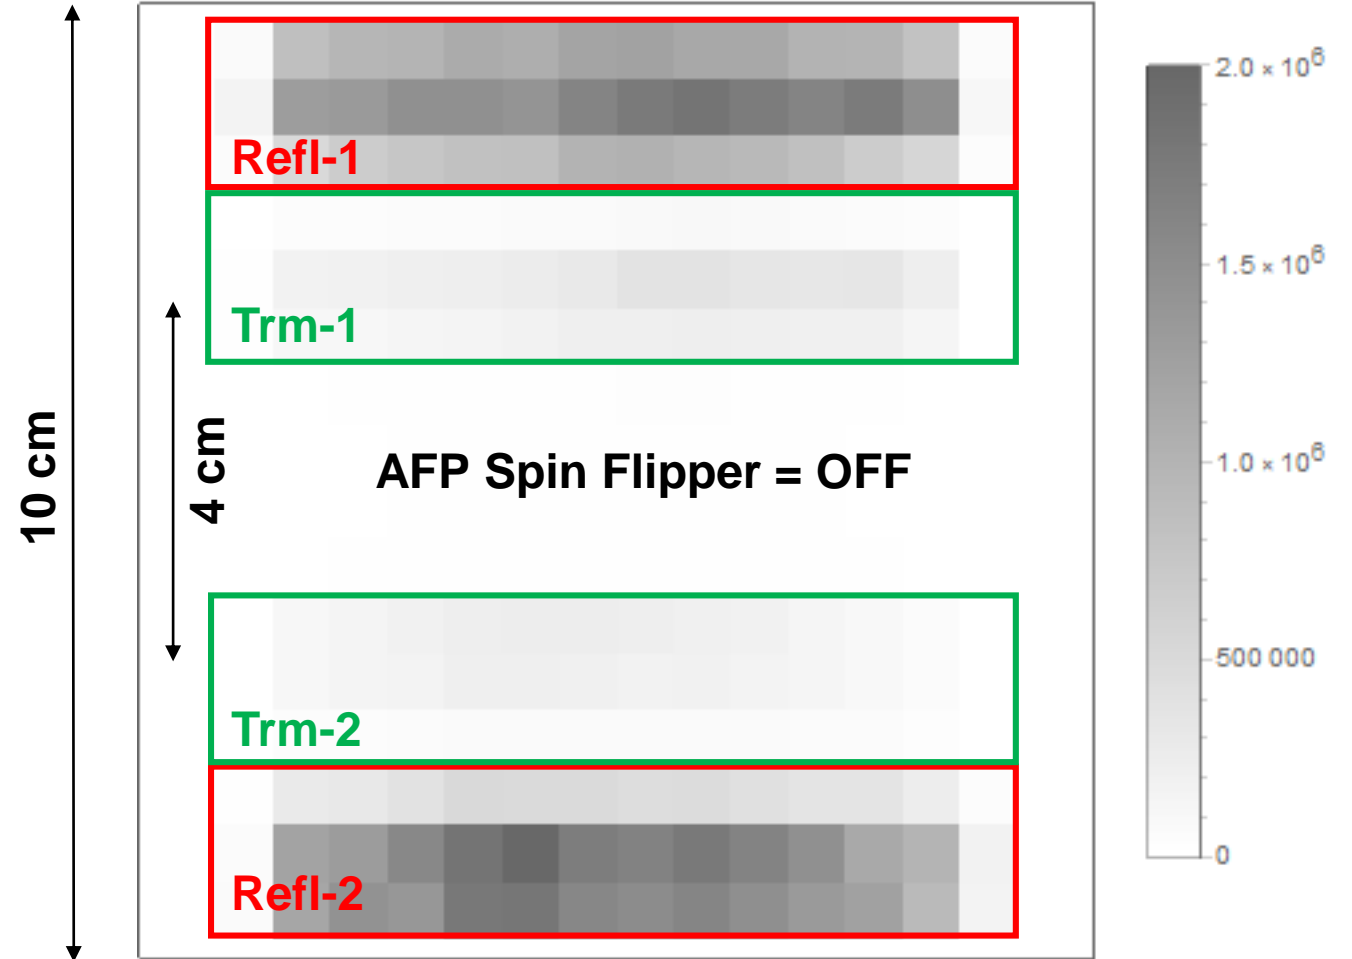 Refl-1
Trm-1
AFP Spin Flipper = OFF
Trm-2
Refl-2
10 cm
4 cm
2.0 × 10⁶
1.5 × 10⁶
1.0 × 10⁶
500 000
0